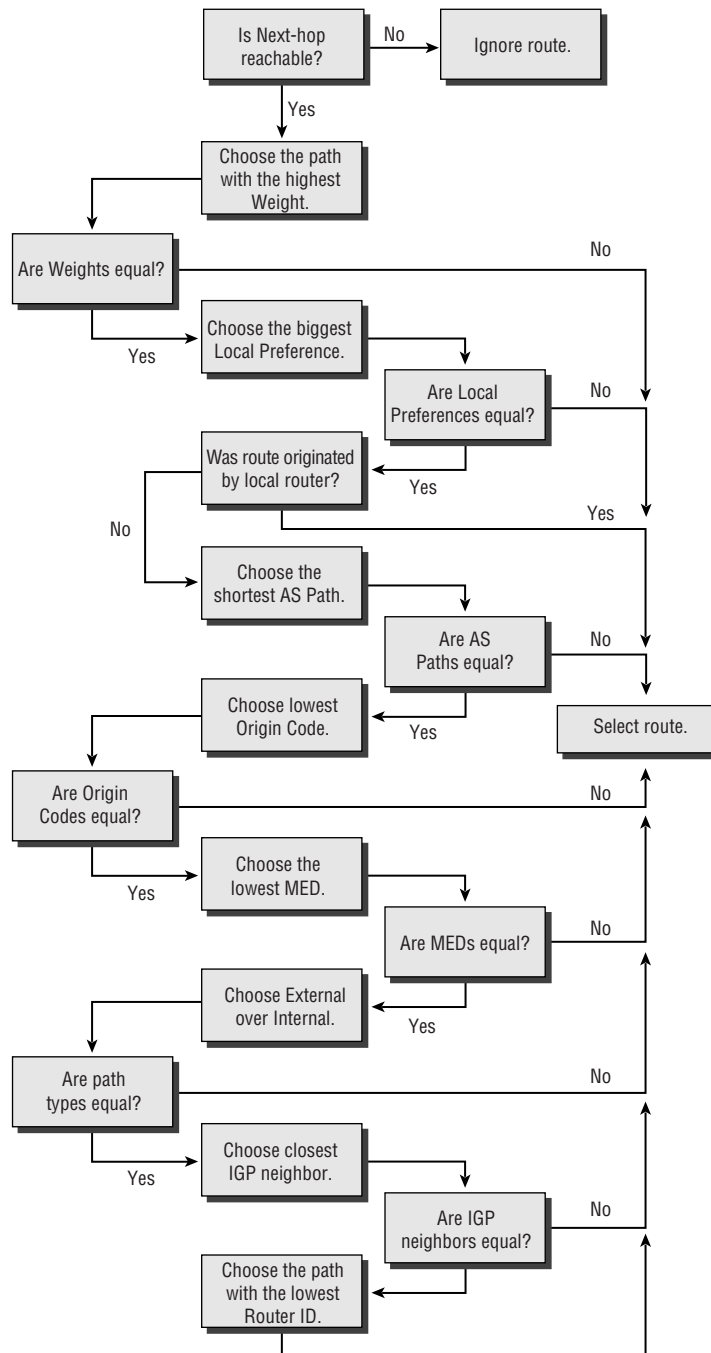 Is Next-hop
reachable?
No
Ignore route.
Yes
Choose the path
with the highest
Weight.
Are Weights equal?
No
Yes
Choose the biggest
Local Preference.
Are Local
Preferences equal?
No
Was route originated
by local router?
Yes
Yes
No
Choose the
shortest AS Path.
Are AS
Paths equal?
No
Choose lowest
Origin Code.
Yes
Select route.
Are Origin
Codes equal?
No
Yes
Choose the
lowest MED.
Are MEDs equal?
No
Choose External
over Internal.
Yes
Are path
types equal?
No
Yes
Choose closest
IGP neighbor.
Are IGP
neighbors equal?
No
Choose the path
with the lowest
Router ID.